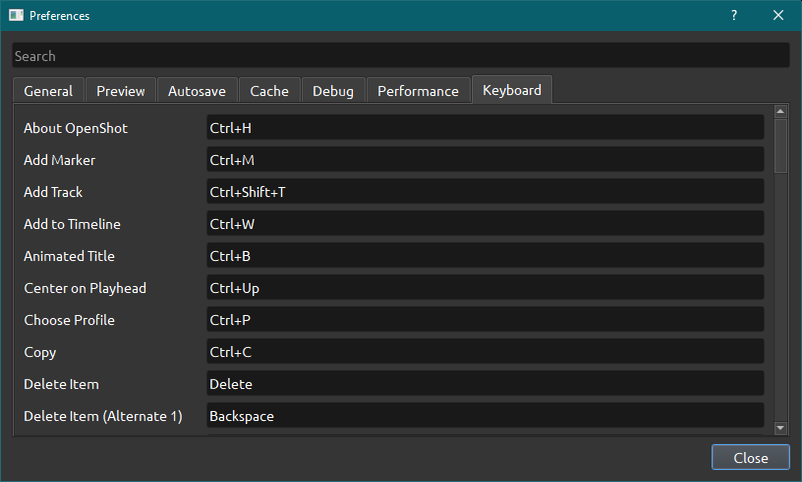 Preferences
?
Search
General Preview Autosave Cache Debug Performance Keyboard
About OpenShot Ctrl+H
Add Marker Ctrl+M
Add Track Ctrl+Shift+T
Add to Timeline Ctrl+W
Animated Title Ctrl+B
Center on Playhead Ctrl+Up
Choose Profile Ctrl+P
Copy Ctrl+C
Delete Item Delete
Delete Item (Alternate 1) Backspace
Close